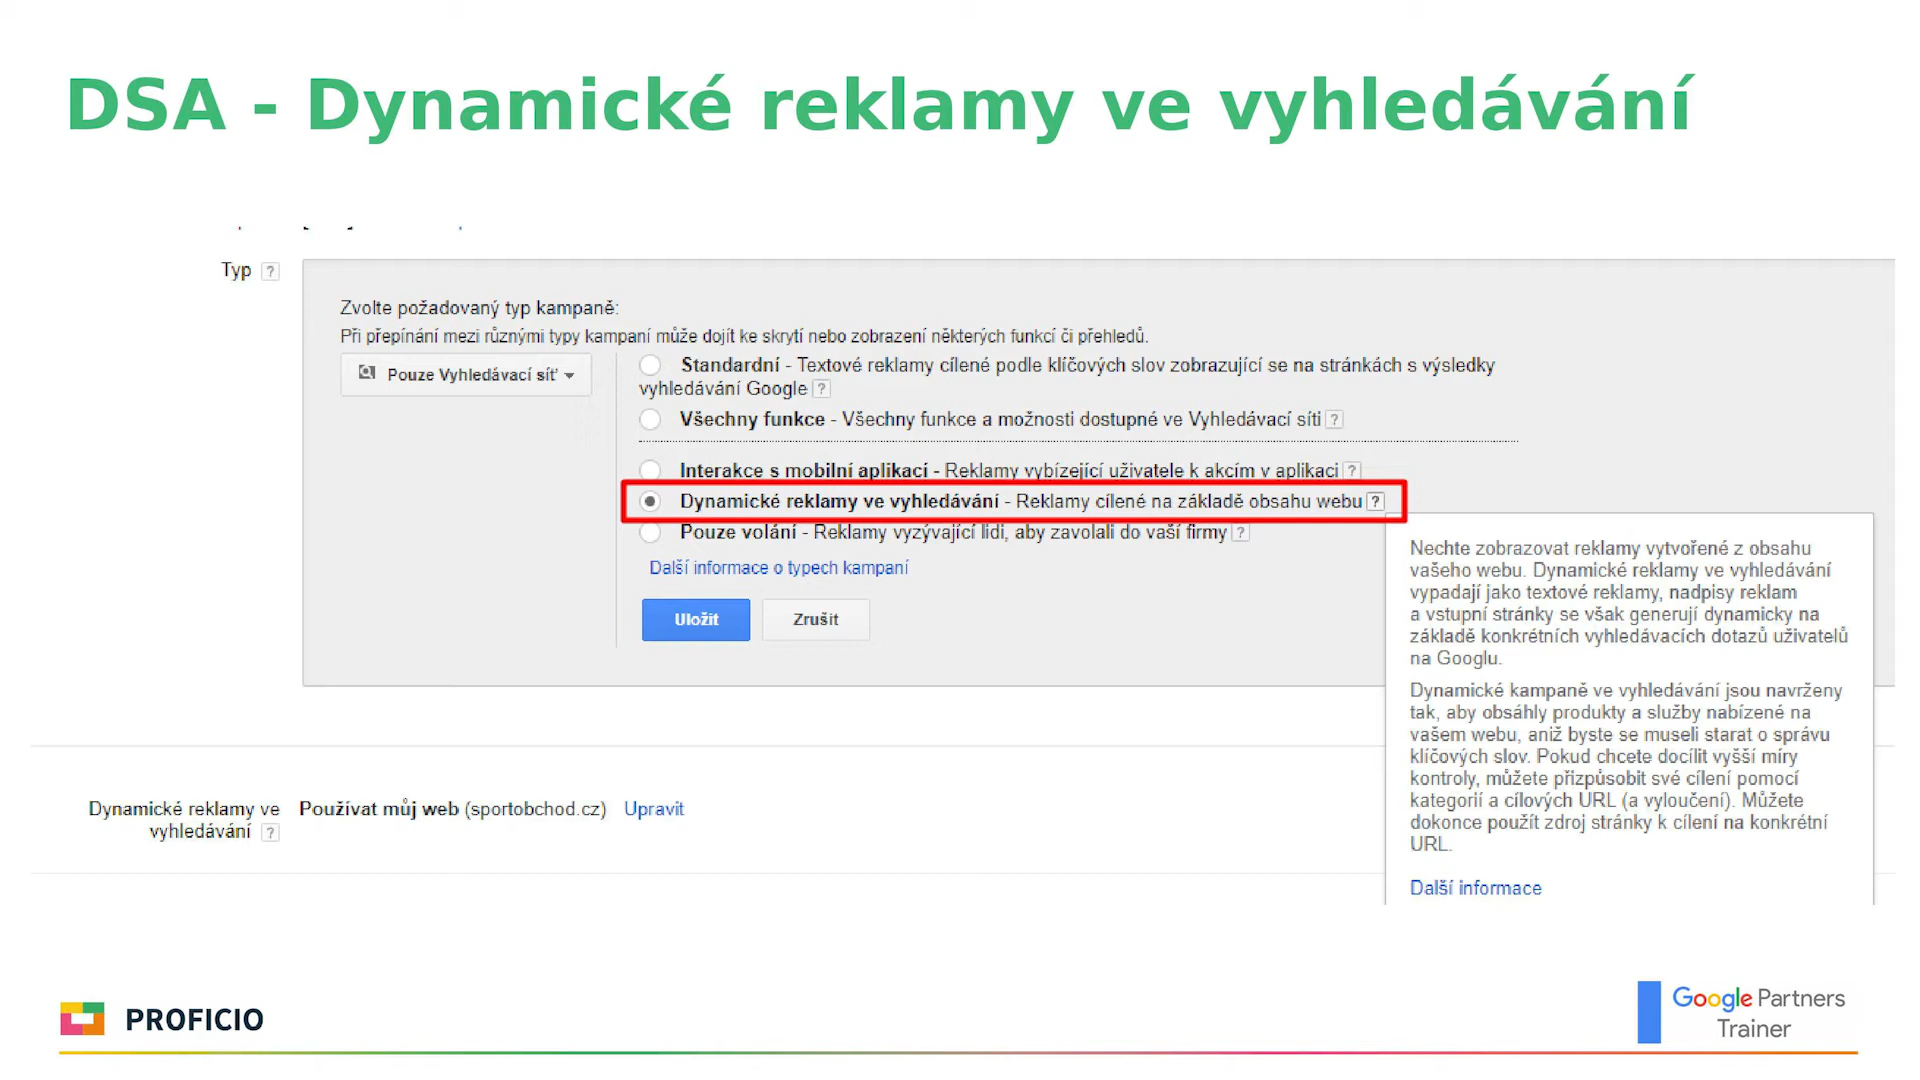 DSA - Dynamické reklamy ve vyhledávání
Typ ?
Zvolte požadovaný typ kampaně:
Při přepínání mezi různými typy kampaní může dojít ke skrytí nebo zobrazení některých funkcí či přehledů.
Pouze Vyhledávací síť
Standardní - Textové reklamy cílené podle klíčových slov zobrazující se na stránkách s výsledky
vyhledávání Google ?
Všechny funkce - Všechny funkce a možnosti dostupné ve Vyhledávací síti ?
Interakce s mobilní aplikací - Reklamy vybízející uživatele k akcím v aplikaci ?
Dynamické reklamy ve vyhledávání - Reklamy cílené na základě obsahu webu ?
Pouze volání - Reklamy vyzývající lidi, aby zavolali do vaší firmy ?
Další informace o typech kampaní
Uložit
Zrušit
Nechte zobrazovat reklamy vytvořené z obsahu
vašeho webu. Dynamické reklamy ve vyhledávání
vypadají jako textové reklamy, nadpisy reklam
a vstupní stránky se však generují dynamicky na
základě konkrétních vyhledávacích dotazů uživatelů
na Googlu.
Dynamické kampaně ve vyhledávání jsou navrženy
tak, aby obsáhly produkty a služby nabízené na
vašem webu, aniž byste se museli starat o správu
klíčových slov. Pokud chcete docílit vyšší míry
kontroly, můžete přizpůsobit své cílení pomocí
kategorií a cílových URL (a vyloučení). Můžete
dokonce použít zdroj stránky k cílení na konkrétní
URL.
Další informace
Dynamické reklamy ve
vyhledávání ?
Používat můj web (sportobchod.cz) Upravit
PROFICIO
Google Partners
Trainer